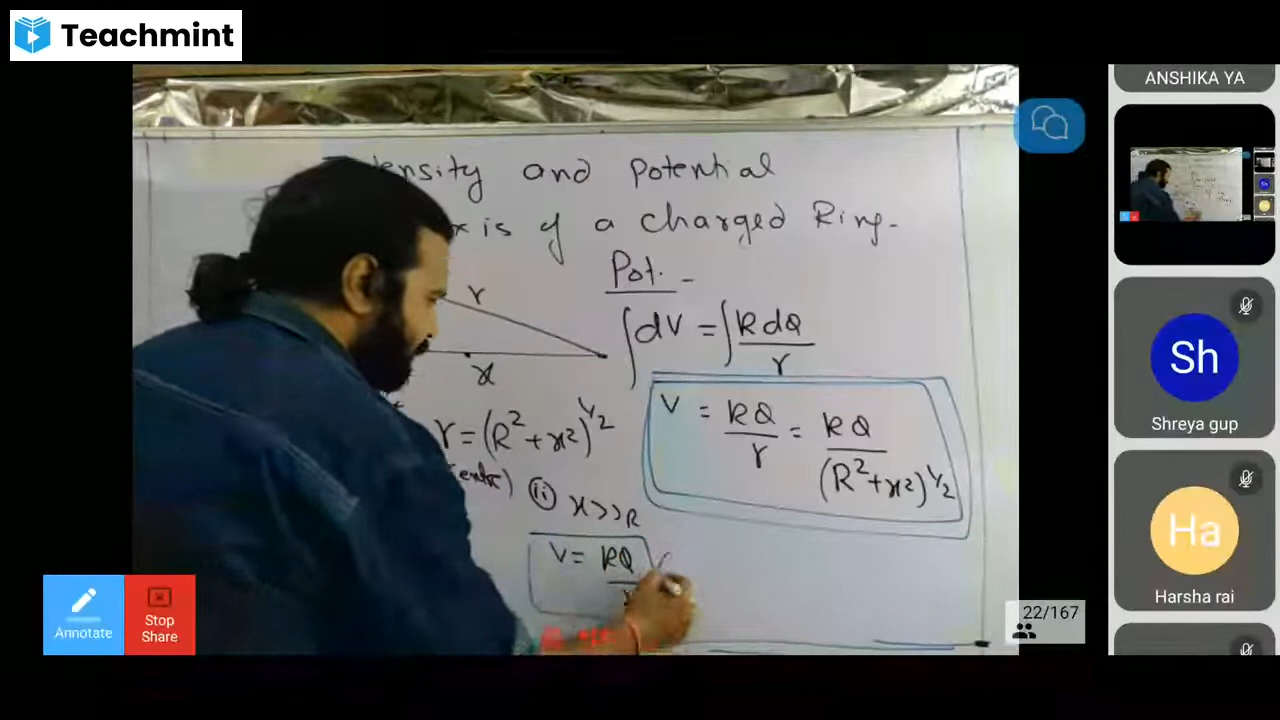 Teachmint
ensity and Potential
xis of a charged Ring.
Pot. -
r
x
∫dV = ∫kdQ/r
V = kQ/r = kQ/(R²+x²)^1/2
r = (R²+x²)^1/2
(ii) x>>R
V = kQ
ANSHIKA YA
Sh
Shreya gup
Ha
Harsha rai
22/167
Annotate
Stop
Share